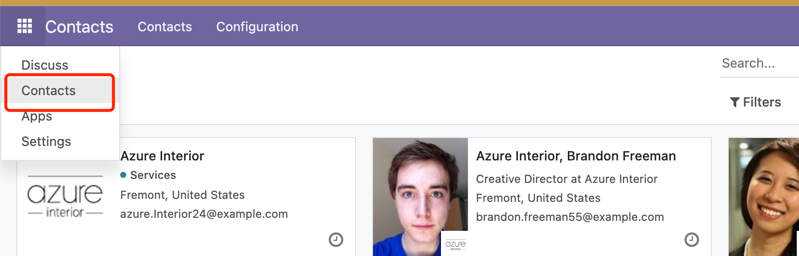 Contacts Contacts Configuration
Discuss
Contacts
Apps
Settings
Search...
Filters
Azure Interior
Services
Fremont, United States
azure.Interior24@example.com
azure
interior
Azure Interior, Brandon Freeman
Creative Director at Azure Interior
Fremont, United States
brandon.freeman55@example.com
azure